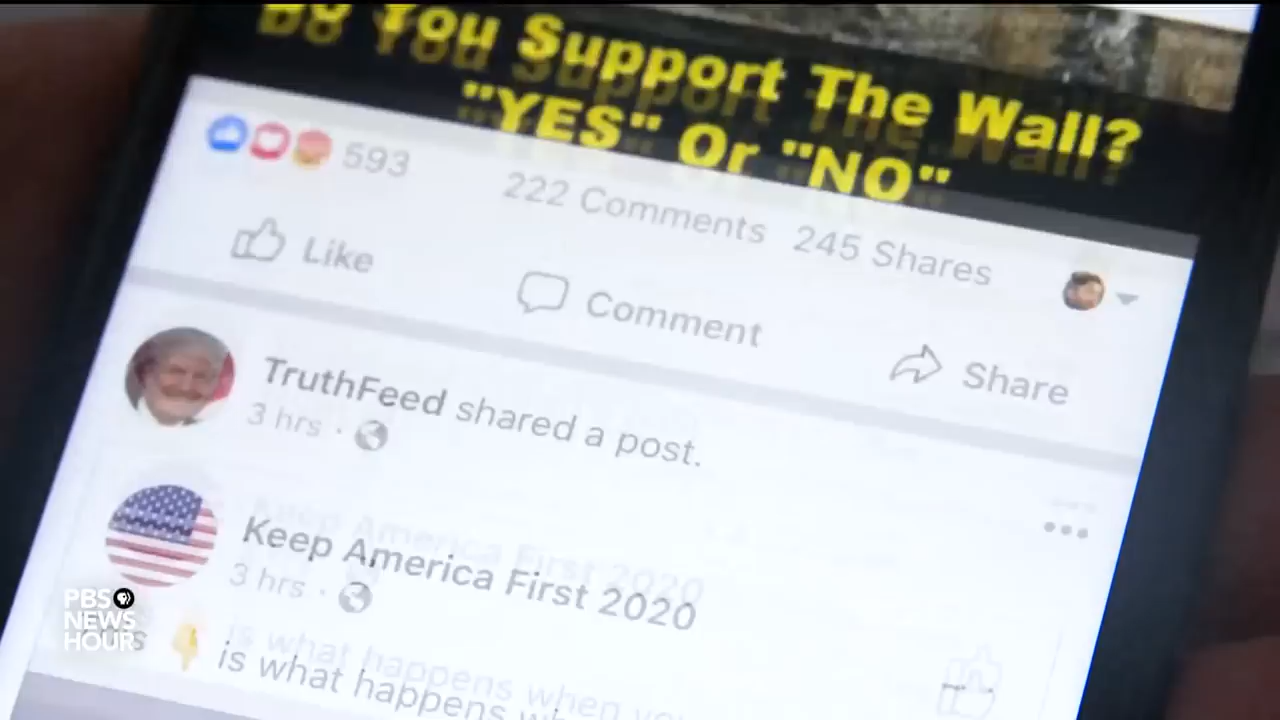 Do You Support The Wall?
"YES" Or "NO"
593
222 Comments 245 Shares
Like
Comment
Share
TruthFeed shared a post.
3 hrs ·
Keep America First 2020
3 hrs ·
is what happens when
PBS
NEWS
HOUR